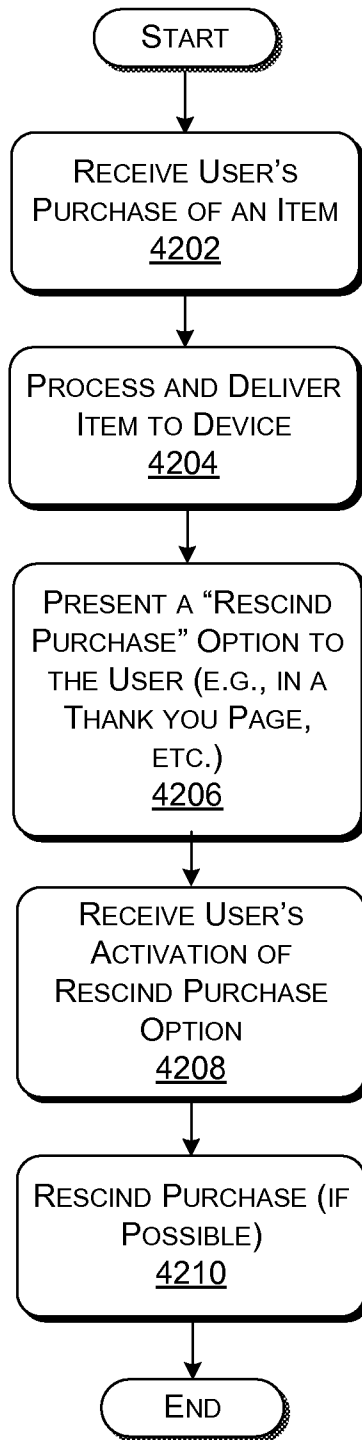 START
RECEIVE USER'S
PURCHASE OF AN ITEM
4202
PROCESS AND DELIVER
ITEM TO DEVICE
4204
PRESENT A “RESCIND
PURCHASE” OPTION TO
THE USER (E.G., IN A
THANK YOU PAGE,
ETC.)
4206
RECEIVE USER'S
ACTIVATION OF
RESCIND PURCHASE
OPTION
4208
RESCIND PURCHASE (IF
POSSIBLE)
4210
END